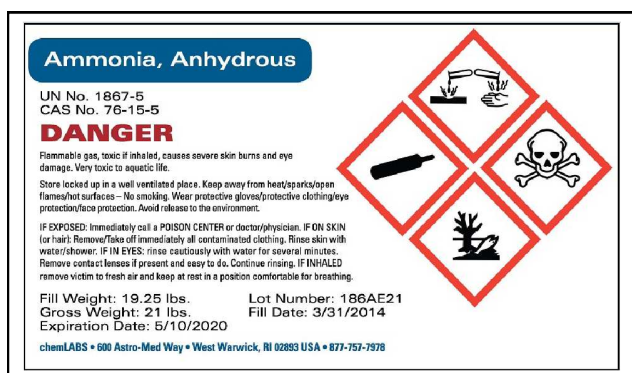 Ammonia, Anhydrous
UN No. 1867-5
CAS No. 76-15-5
DANGER
Flammable gas, toxic if inhaled, causes severe skin burns and eye
damage. Very toxic to aquatic life.
Store locked up in a well ventilated place. Keep away from heat/sparks/open
flames/hot surfaces – No smoking. Wear protective gloves/protective clothing/eye
protection/face protection. Avoid release to the environment.
IF EXPOSED: Immediately call a POISON CENTER or doctor/physician. IF ON SKIN
(or hair): Remove/Take off immediately all contaminated clothing. Rinse skin with
water/shower. IF IN EYES: rinse cautiously with water for several minutes.
Remove contact lenses if present and easy to do. Continue rinsing. IF INHALED
remove victim to fresh air and keep at rest in a position comfortable for breathing.
Fill Weight: 19.25 lbs. Lot Number: 186AE21
Gross Weight: 21 lbs. Fill Date: 3/31/2014
Expiration Date: 5/10/2020
chemLABS • 600 Astro-Med Way • West Warwick, RI 02893 USA • 877-757-7978